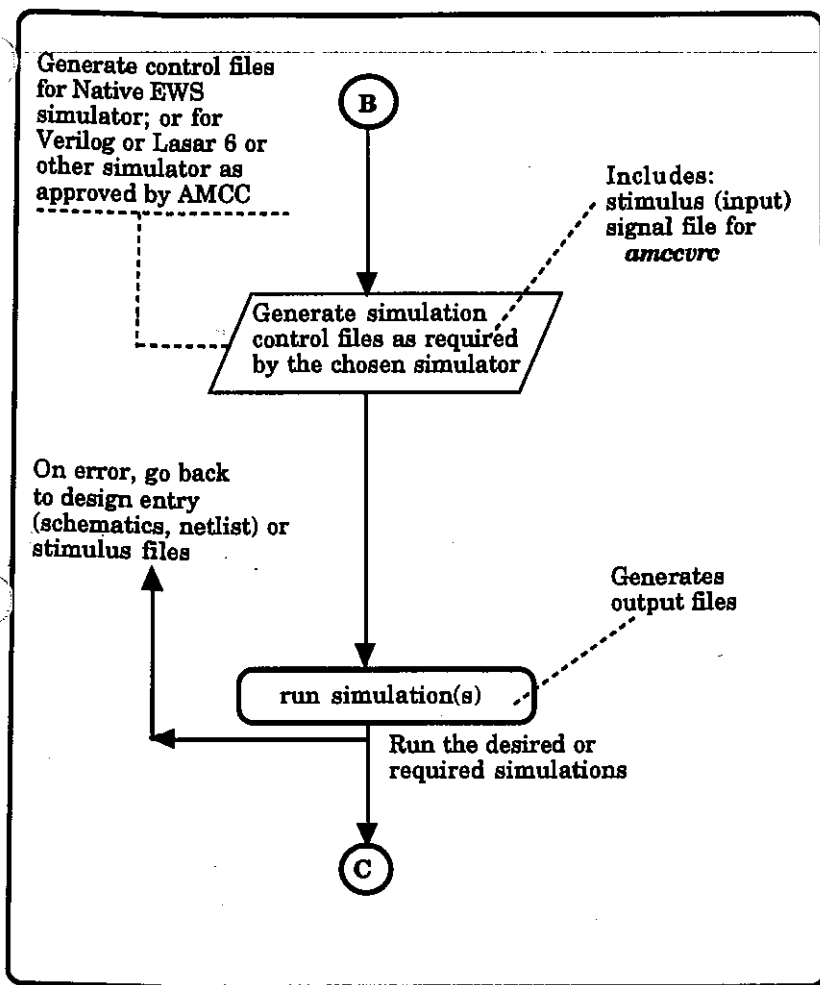 Generate control files
for Native EWS
simulator; or for
Verilog or Lasar 6 or
other simulator as
approved by AMCC
B
Includes:
stimulus (input)
signal file for
amccvrc
Generate simulation
control files as required
by the chosen simulator
On error, go back
to design entry
(schematics, netlist) or
stimulus files
Generates
output files
run simulation(s)
Run the desired or
required simulations
C